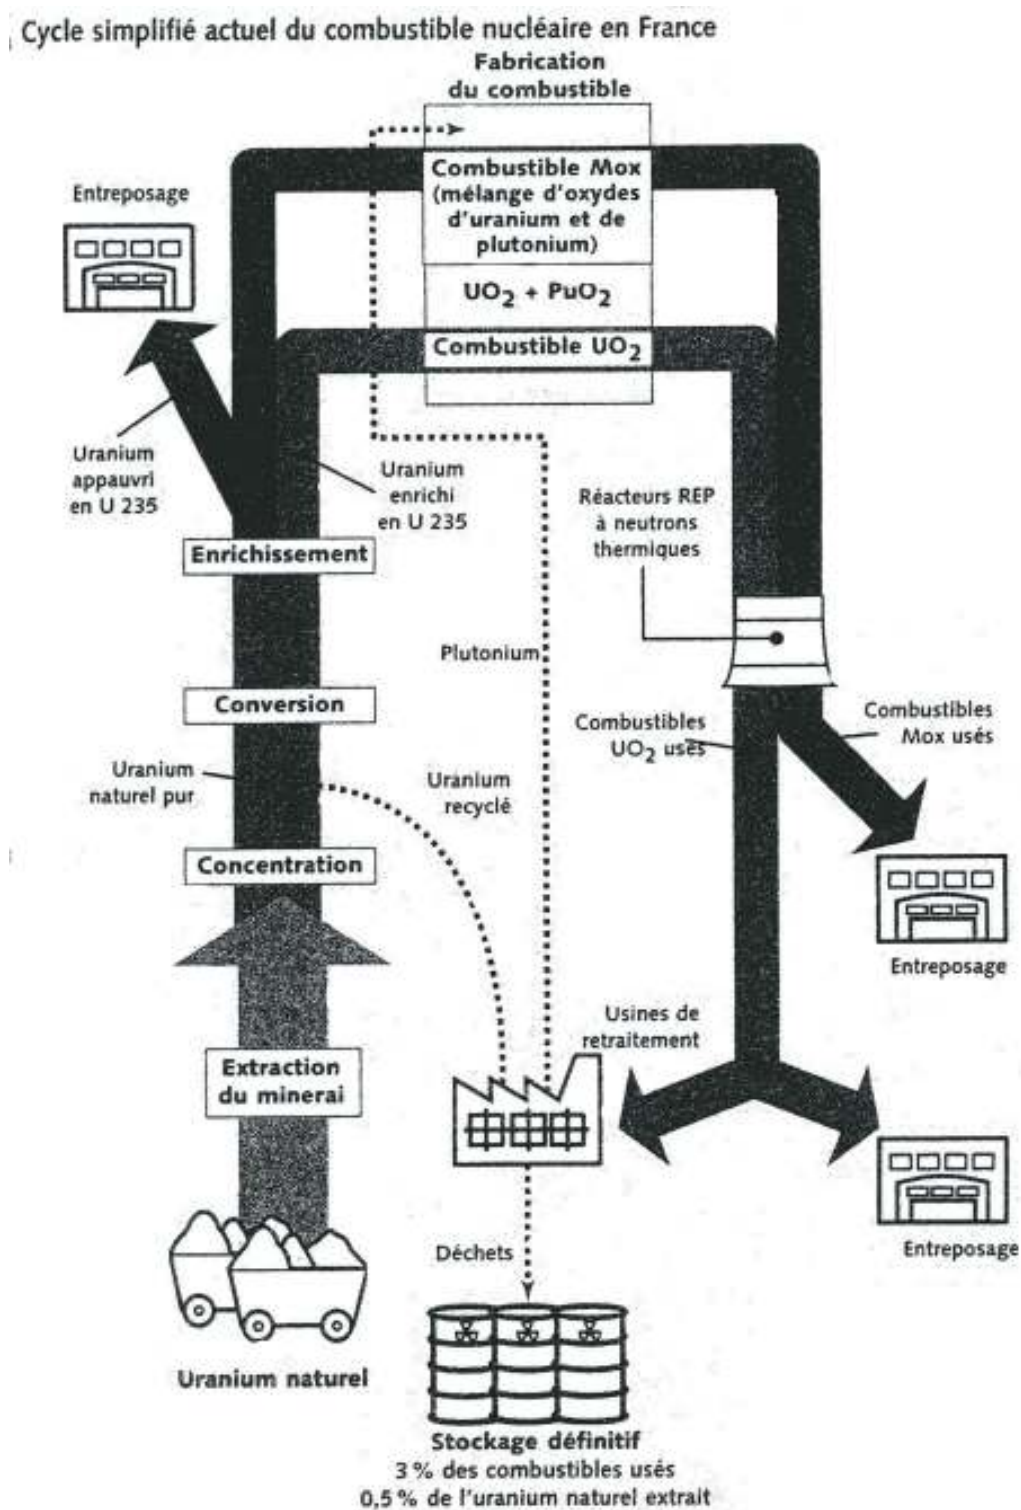 Cycle simplifié actuel du combustible nucléaire en France
Fabrication
du combustible
Combustible Mox
(mélange d'oxydes
d'uranium et de
plutonium)
UO2 + PuO2
Combustible UO2
Entreposage
Uranium
appauvri
en U 235
Uranium
enrichi
en U 235
Réacteurs REP
à neutrons
thermiques
Enrichissement
Plutonium
Conversion
Combustibles
UO2 usés
Combustibles
Mox usés
Uranium
naturel pur
Uranium
recyclé
Concentration
Entreposage
Usines de
retraitement
Extraction
du minerai
Entreposage
Déchets
Uranium naturel
Stockage définitif
3 % des combustibles usés
0,5 % de l'uranium naturel extrait